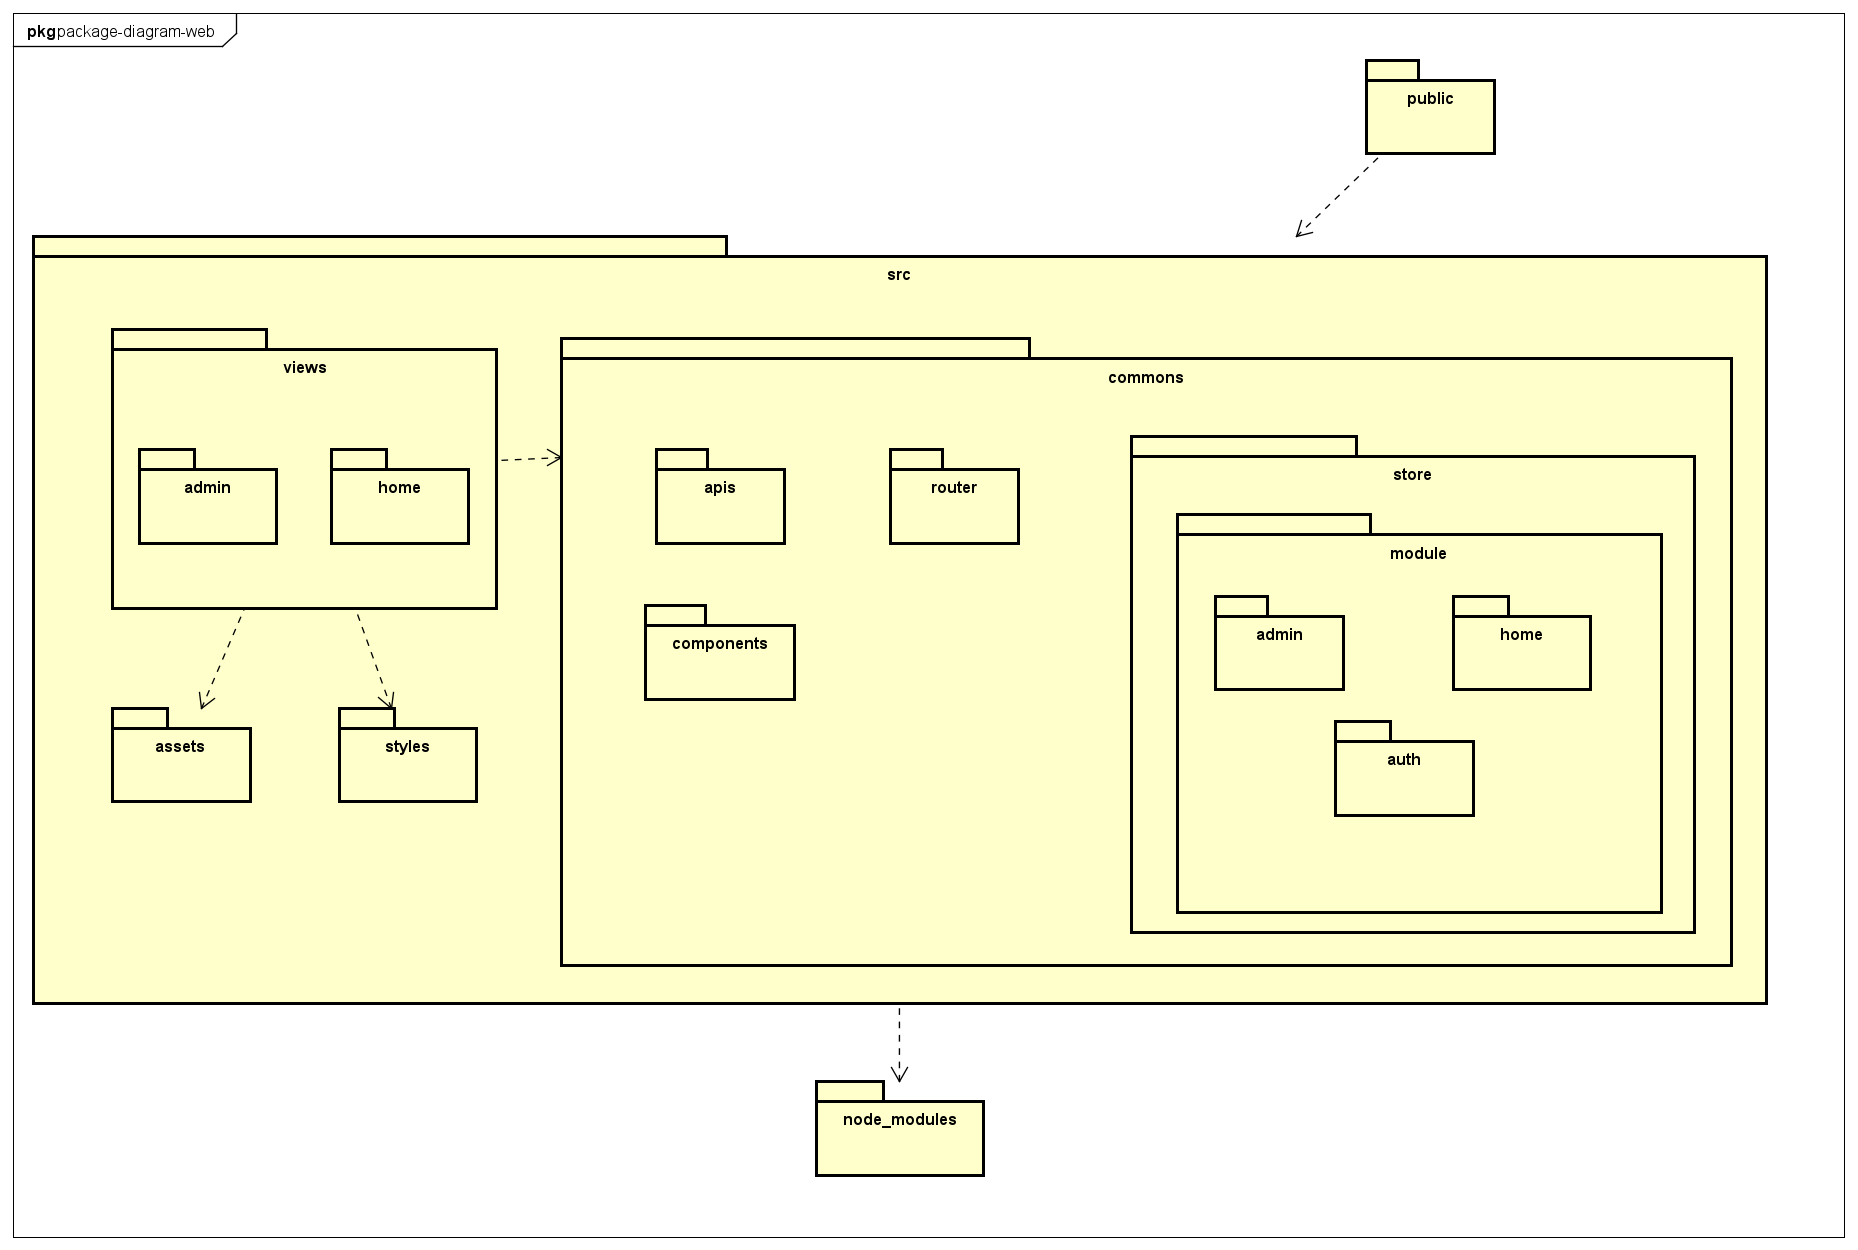 pkgpackage-diagram-web
public
src
views
commons
admin
home
apis
router
store
module
components
admin
home
assets
styles
auth
node_modules